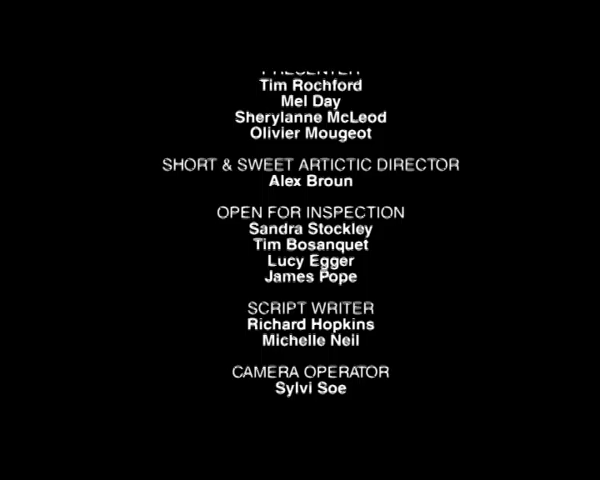 PRESENTER
Tim Rochford
Mel Day
Sherylanne McLeod
Olivier Mougeot
SHORT & SWEET ARTICTIC DIRECTOR
Alex Broun
OPEN FOR INSPECTION
Sandra Stockley
Tim Bosanquet
Lucy Egger
James Pope
SCRIPT WRITER
Richard Hopkins
Michelle Neil
CAMERA OPERATOR
Sylvi Soe